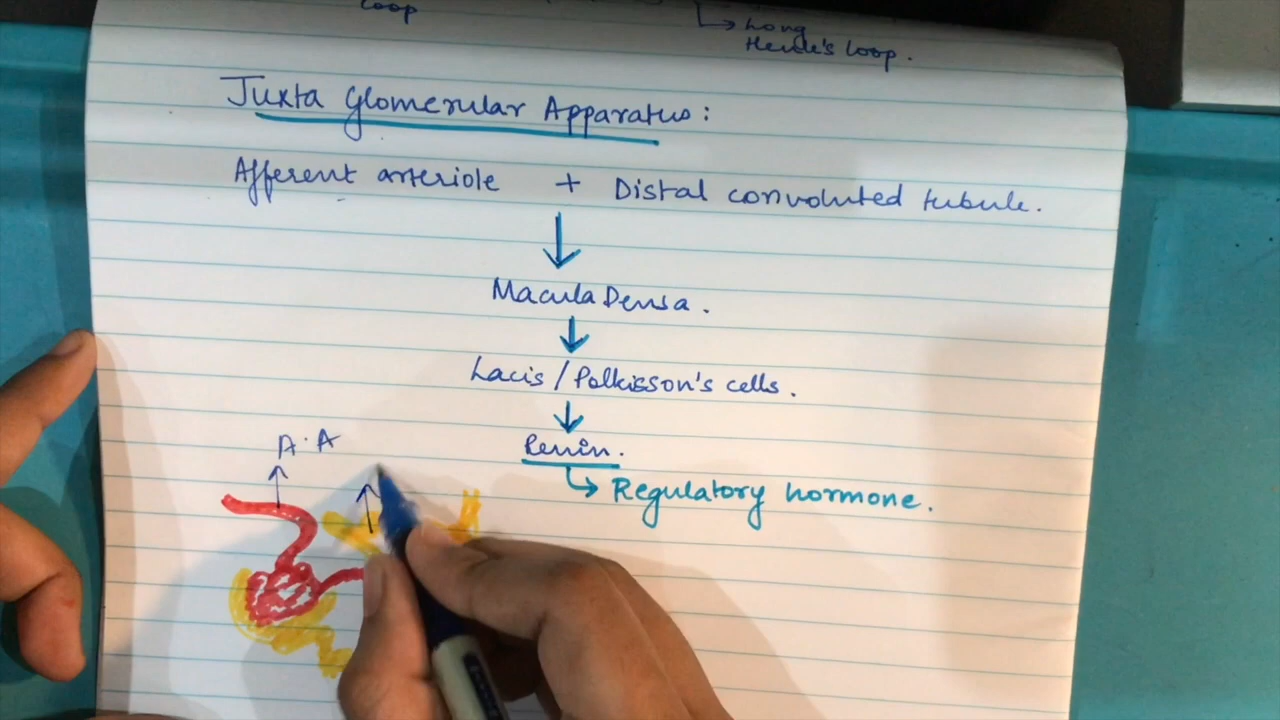 loop
Long
Henle's loop.
Juxta Glomerular Apparatus:
Afferent arteriole + Distal convoluted tubule.
Macula Densa.
Lacis / Polkisson's cells.
Renin.
Regulatory hormone.
A.A